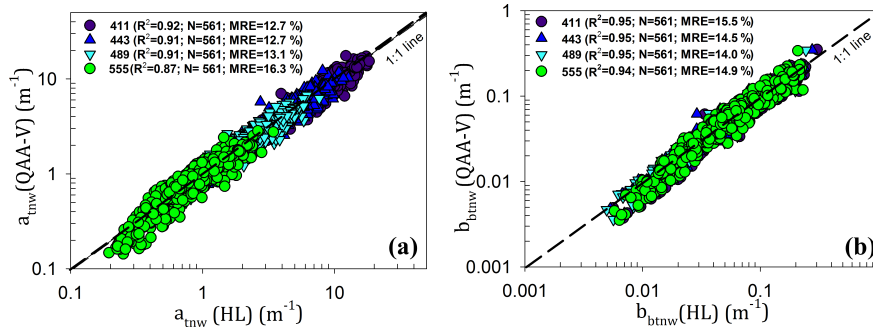 411 (R²=0.92; N=561; MRE=12.7 %)
443 (R²=0.91; N=561; MRE=12.7 %)
489 (R²=0.91; N=561; MRE=13.1 %)
555(R²=0.87; N= 561; MRE=16.3 %)
1:1 line
10
1
0.1
0.1
1
10
a_tnw(QAA-V) (m⁻¹)
a_tnw (HL) (m⁻¹)
(a)
411 (R²=0.95; N=561; MRE=15.5 %)
443 (R²=0.95; N=561; MRE=14.5 %)
489 (R²=0.95; N=561; MRE=14.0 %)
555 (R²=0.94; N=561; MRE=14.9 %)
1:1 line
1
0.1
0.01
0.001
0.001
0.01
0.1
1
b_btnw (QAA-V) (m⁻¹)
b_btnw (HL) (m⁻¹)
(b)